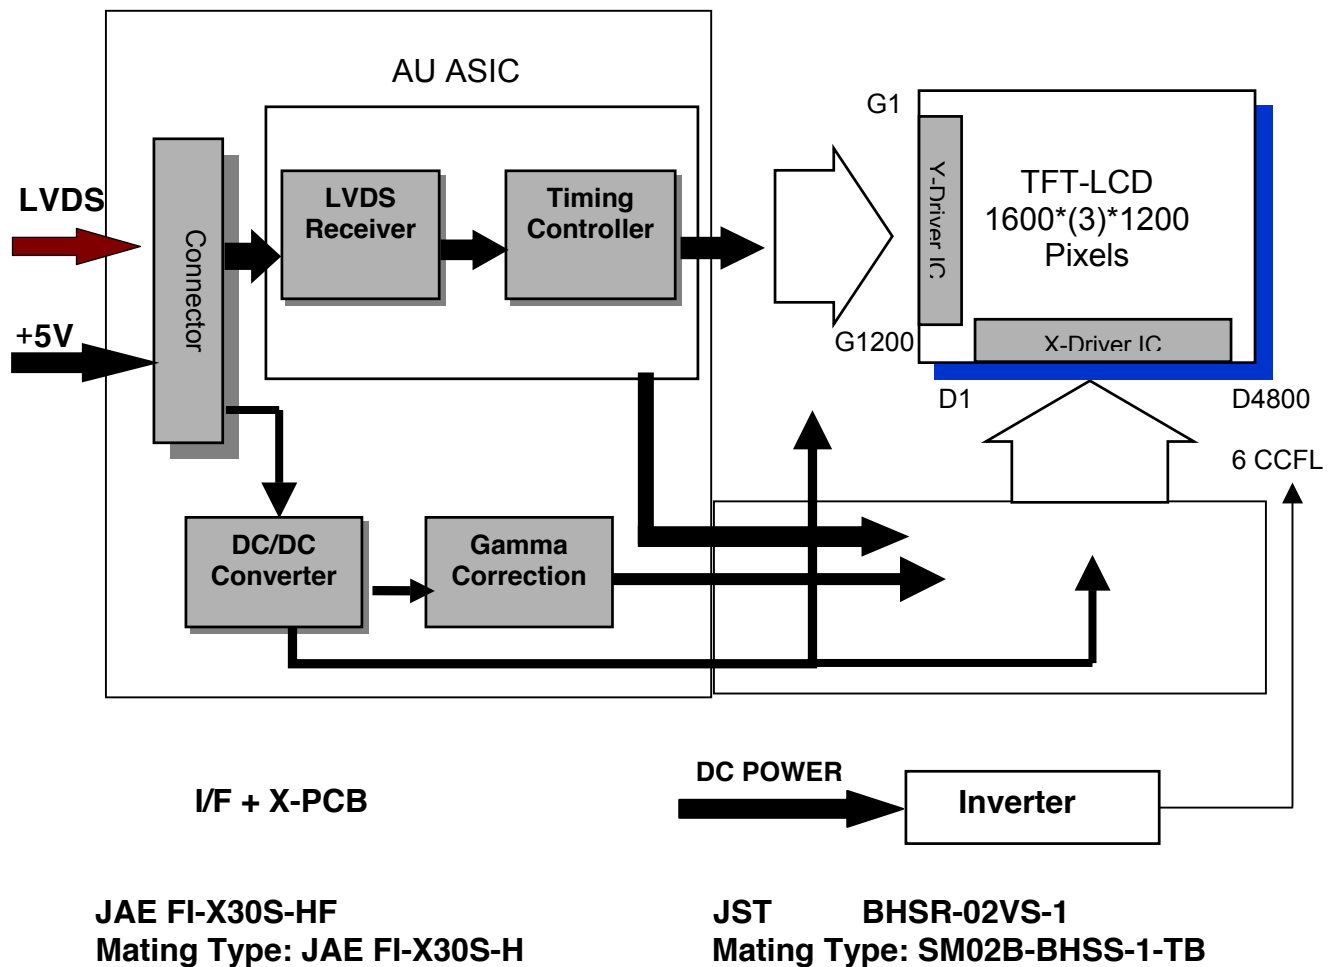 AU ASIC
LVDS
+5V
Connector
LVDS
Receiver
Timing
Controller
G1
G1200
Y-Driver IC
TFT-LCD
1600*(3)*1200
Pixels
X-Driver IC
D1
D4800
6 CCFL
DC/DC
Converter
Gamma
Correction
DC POWER
Inverter
I/F + X-PCB
JAE FI-X30S-HF
Mating Type: JAE FI-X30S-H
JST BHSR-02VS-1
Mating Type: SM02B-BHSS-1-TB